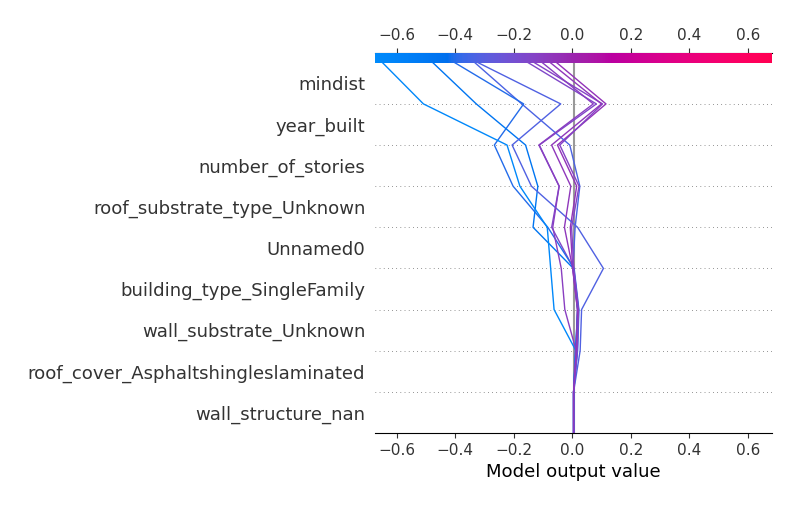 −0.6 −0.4 −0.2 0.0 0.2 0.4 0.6
mindist
year_built
number_of_stories
roof_substrate_type_Unknown
Unnamed0
building_type_SingleFamily
wall_substrate_Unknown
roof_cover_Asphaltshingleslaminated
wall_structure_nan
−0.6 −0.4 −0.2 0.0 0.2 0.4 0.6
Model output value